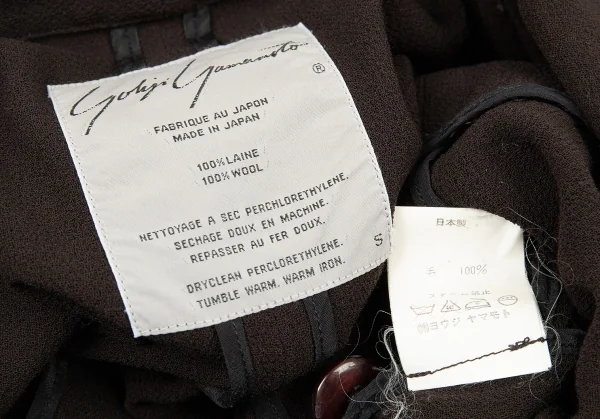 Yohji Yamamoto ®
FABRIQUE AU JAPON
MADE IN JAPAN
100%LAINE
100%WOOL
NETTOYAGE A SEC PERCHLORETHYLENE.
SECHAGE DOUX EN MACHINE.
REPASSER AU FER DOUX.
S
DRYCLEAN PERCLORETHYLENE.
TUMBLE WARM, WARM IRON.
日本製
毛 100%
㈱ヨウジ ヤマモト